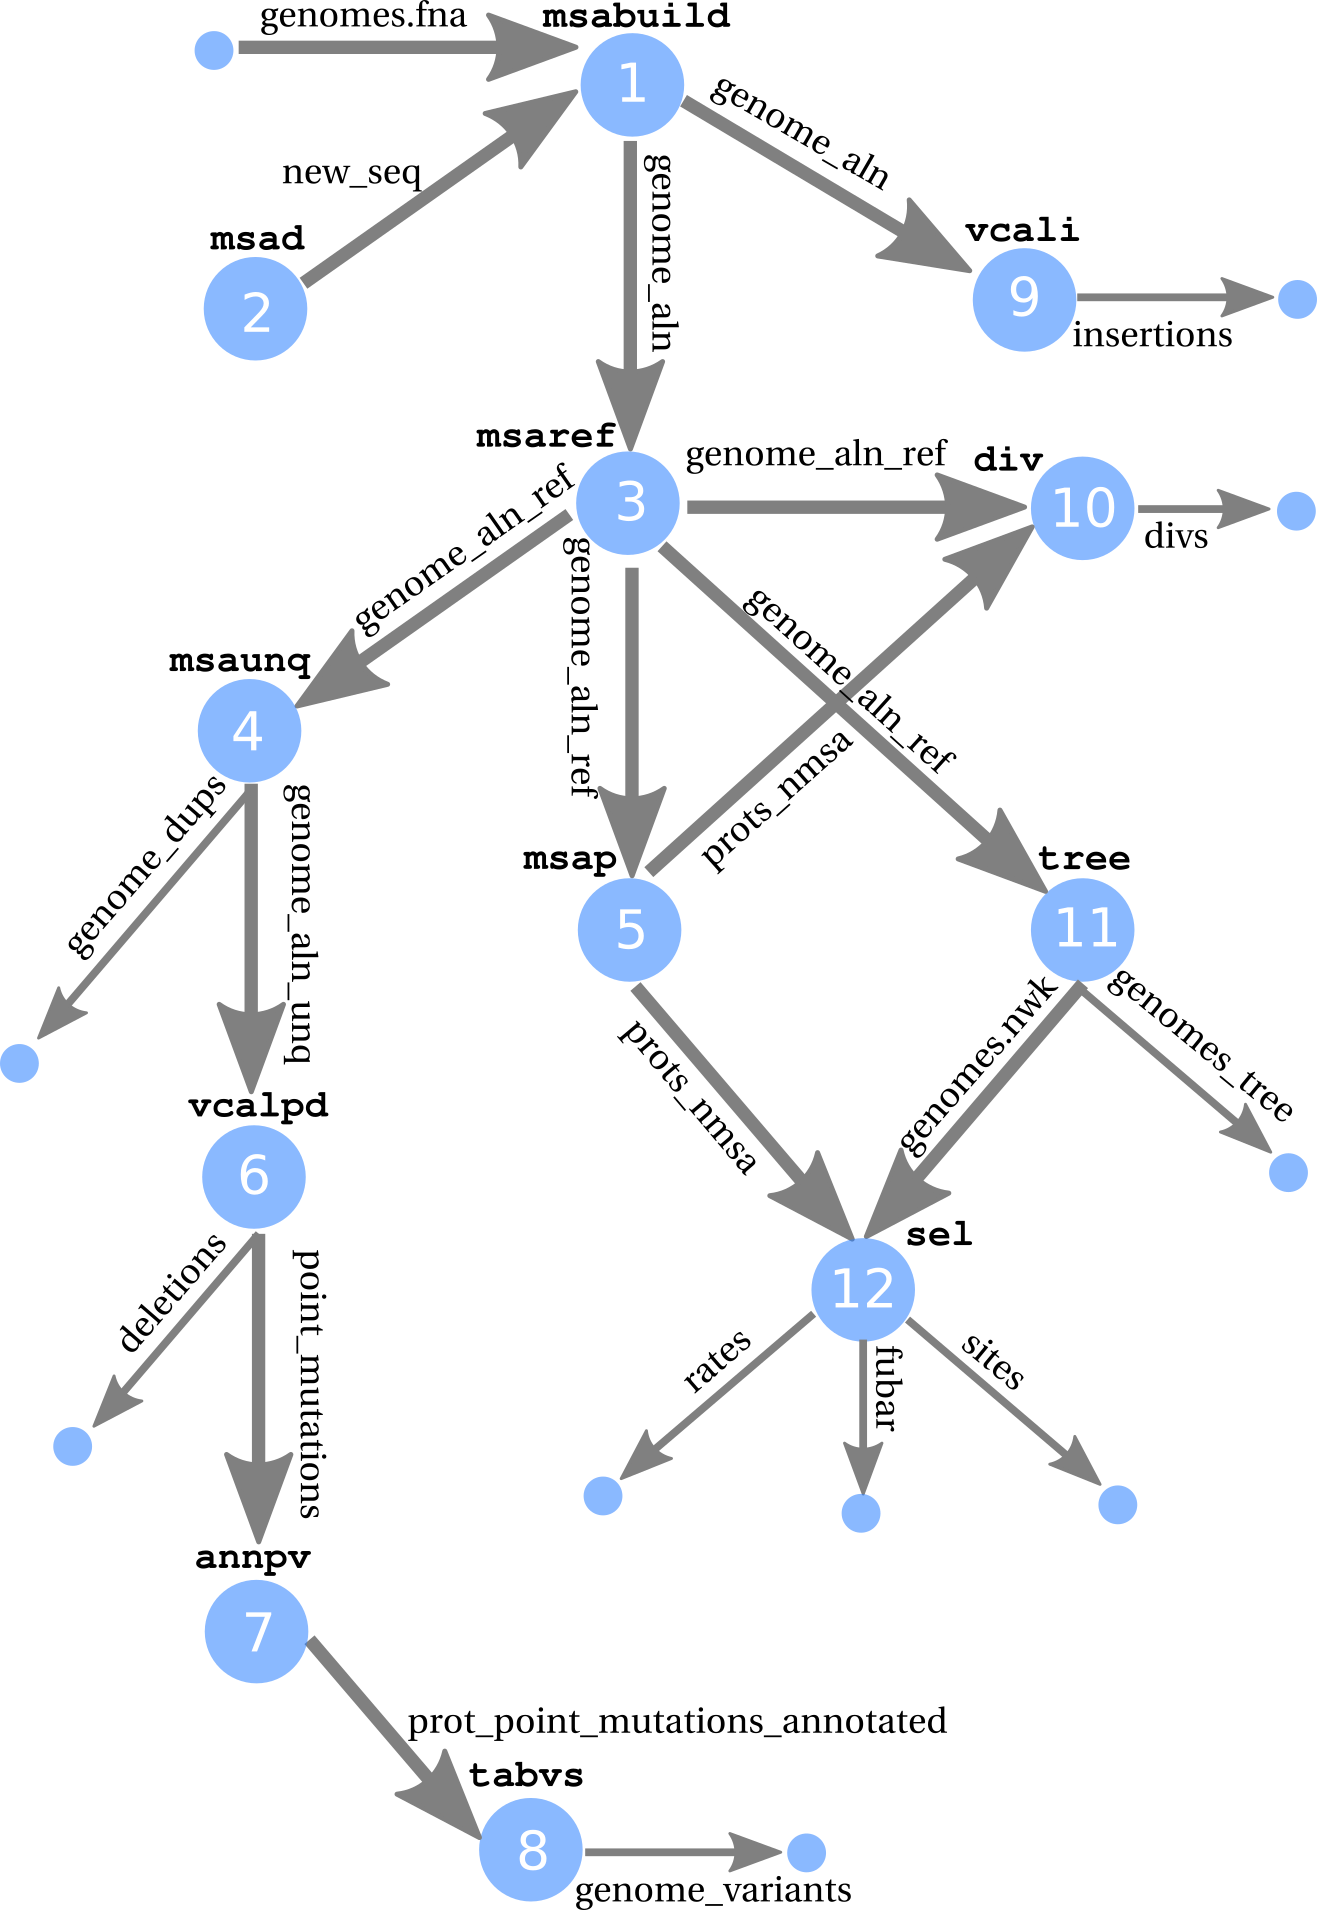 genomes.fna
msabuild
1
genome_aln
new_seq
genome_aln
msad
2
vcali
9
insertions
msaref
3
genome_aln_ref
div
10
divs
genome_aln_ref
genome_aln_ref
genome_aln_ref
prots_nmsa
msaunq
4
genome_dups
genome_aln_unq
msap
5
tree
11
prots_nmsa
genomes.nwk
genomes_tree
vcalpd
6
deletions
point_mutations
sel
12
rates
fubar
sites
annpv
7
prot_point_mutations_annotated
tabvs
8
genome_variants